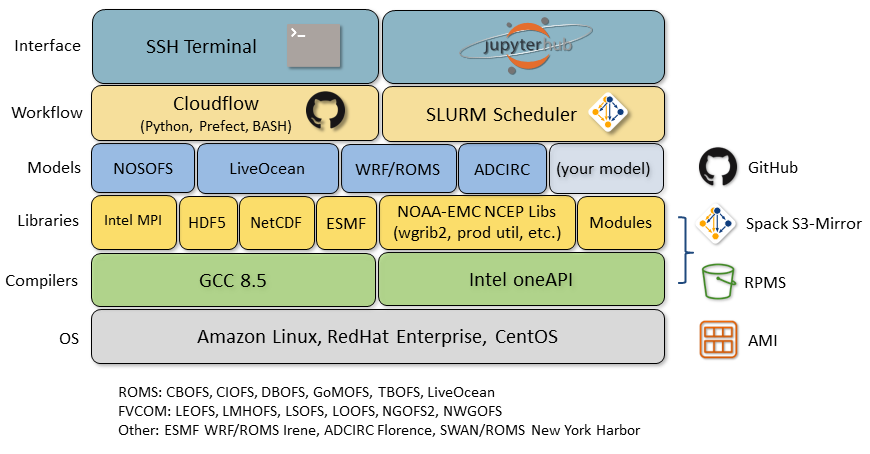 Interface
SSH Terminal
>_
jupyterhub
Workflow
Cloudflow
(Python, Prefect, BASH)
SLURM Scheduler
Models
NOSOFS
LiveOcean
WRF/ROMS
ADCIRC
(your model)
GitHub
Libraries
Intel MPI
HDF5
NetCDF
ESMF
NOAA-EMC NCEP Libs
(wgrib2, prod util, etc.)
Modules
Spack S3-Mirror
Compilers
GCC 8.5
Intel oneAPI
RPMS
OS
Amazon Linux, RedHat Enterprise, CentOS
AMI
ROMS: CBOFS, CIOFS, DBOFS, GoMOFS, TBOFS, LiveOcean
FVCOM: LEOFS, LMHOFS, LSOFS, LOOFS, NGOFS2, NWGOFS
Other: ESMF WRF/ROMS Irene, ADCIRC Florence, SWAN/ROMS New York Harbor